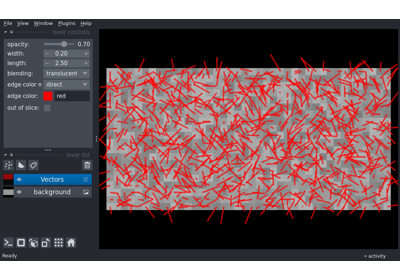 File View Window Plugins Help
layer controls
opacity: 0.70
width: 0.20
length: 2.50
blending: translucent
edge color m direct
edge color: red
out of slice:
layer list
Vectors
background
Ready
activity